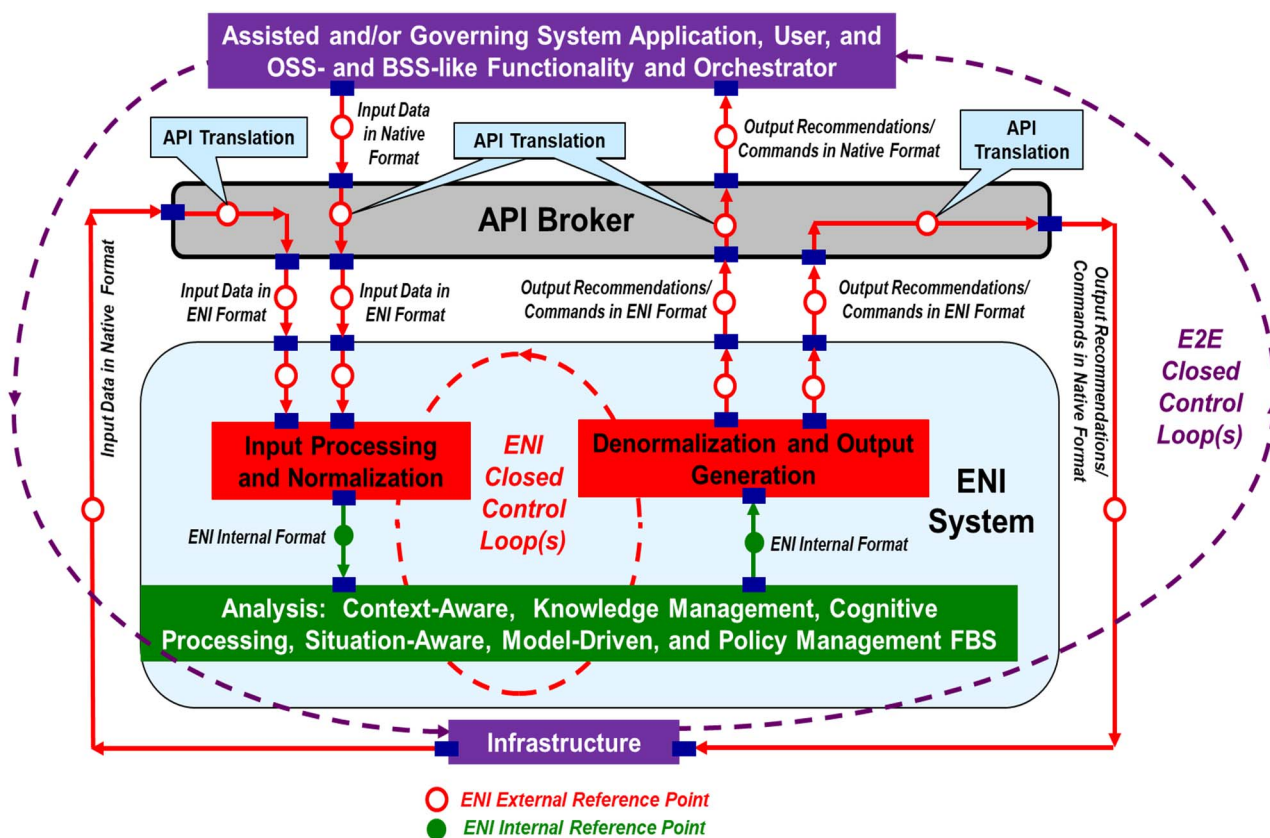 Assisted and/or Governing System Application, User, and
OSS- and BSS-like Functionality and Orchestrator
Input Data
in Native
Format
API Translation
API Translation
Output Recommendations/
Commands in Native Format
API
Translation
API Broker
Input Data in Native Format
Input Data in
ENI Format
Input Data in
ENI Format
Output Recommendations/
Commands in ENI Format
Output Recommendations/
Commands in ENI Format
Output Recommendations/
Commands in Native Format
E2E
Closed
Control
Loop(s)
Input Processing
and Normalization
ENI
Closed
Control
Loop(s)
Denormalization and Output
Generation
ENI
System
ENI Internal Format
ENI Internal Format
Analysis: Context-Aware, Knowledge Management, Cognitive
Processing, Situation-Aware, Model-Driven, and Policy Management FBS
Infrastructure
ENI External Reference Point
ENI Internal Reference Point